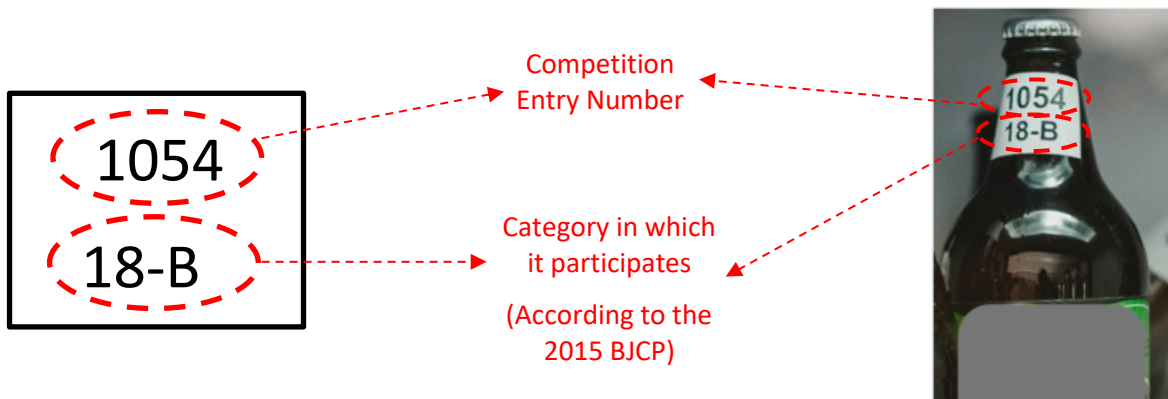 1054
18-B
Competition
Entry Number
Category in which
it participates
(According to the
2015 BJCP)
1054
18-B